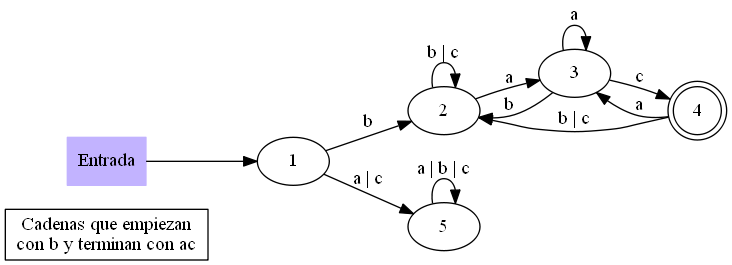 a
b | c
3
a
c
b
a
2
4
b
b | c
Entrada
1
a | c
a | b | c
5
Cadenas que empiezan
con b y terminan con ac